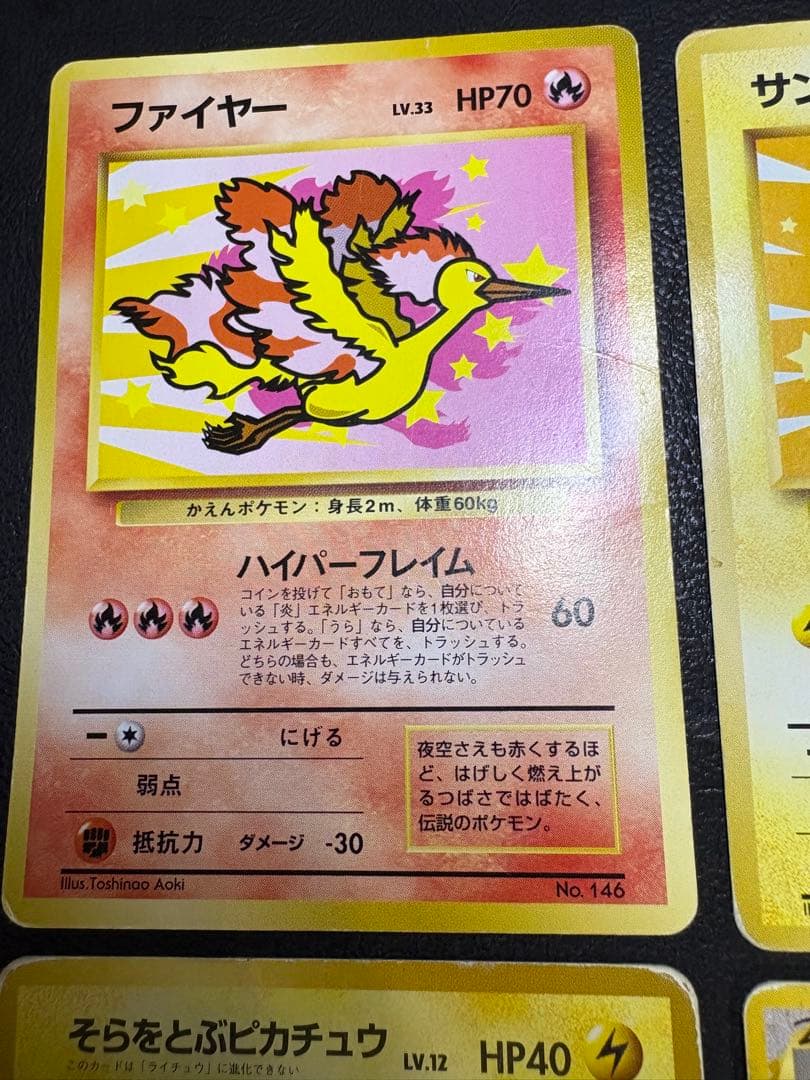 ファイヤー LV.33 HP70
かえんポケモン：身長2m、体重60kg
ハイパーフレイム
コインを投げて「おもて」なら、自分についている「炎」エネルギーカードを1枚選び、トラッシュする。「うら」なら、自分についているエネルギーカードすべてを、トラッシュする。どちらの場合も、エネルギーカードがトラッシュできない時、ダメージは与えられない。
60
にげる
弱点
抵抗力 ダメージ -30
夜空さえも赤くするほ
ど、はげしく燃え上が
るつばさではばたく、
伝説のポケモン。
Illus.Toshinao Aoki
No. 146
サン
そらをとぶピカチュウ LV.12 HP40
このカードは「ライチュウ」に進化できない